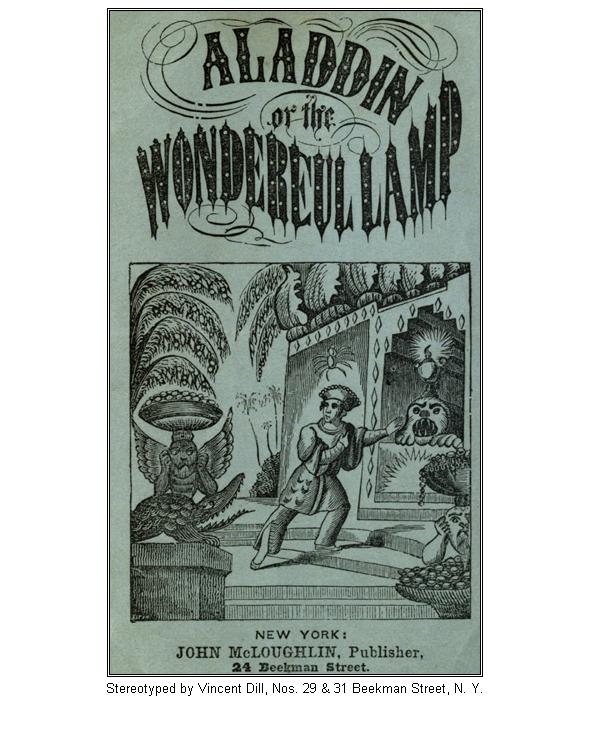 ALADDIN
or the
WONDERFUL LAMP
NEW YORK:
JOHN McLOUGHLIN, Publisher,
24 Beekman Street.
Stereotyped by Vincent Dill, Nos. 29 & 31 Beekman Street, N. Y.